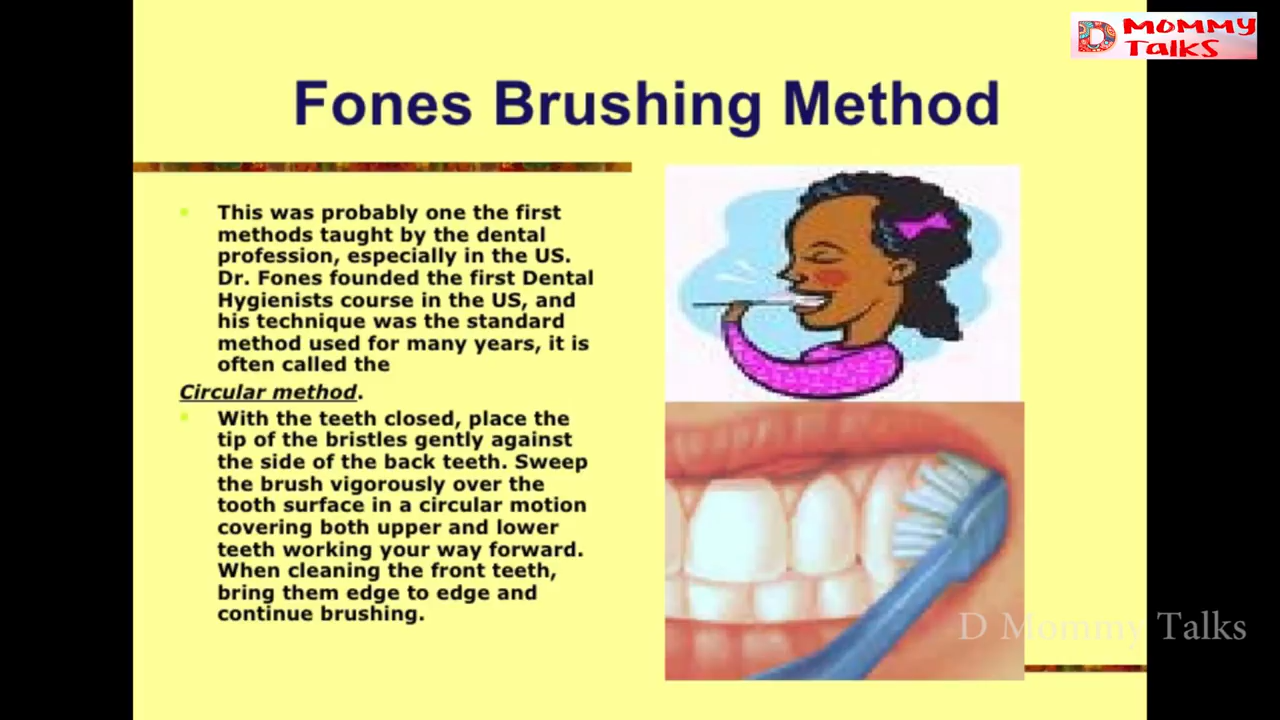 D MOMMY
TALKS
Fones Brushing Method
This was probably one the first
methods taught by the dental
profession, especially in the US.
Dr. Fones founded the first Dental
Hygienists course in the US, and
his technique was the standard
method used for many years, it is
often called the
Circular method.
With the teeth closed, place the
tip of the bristles gently against
the side of the back teeth. Sweep
the brush vigorously over the
tooth surface in a circular motion
covering both upper and lower
teeth working your way forward.
When cleaning the front teeth,
bring them edge to edge and
continue brushing.
D Mommy Talks